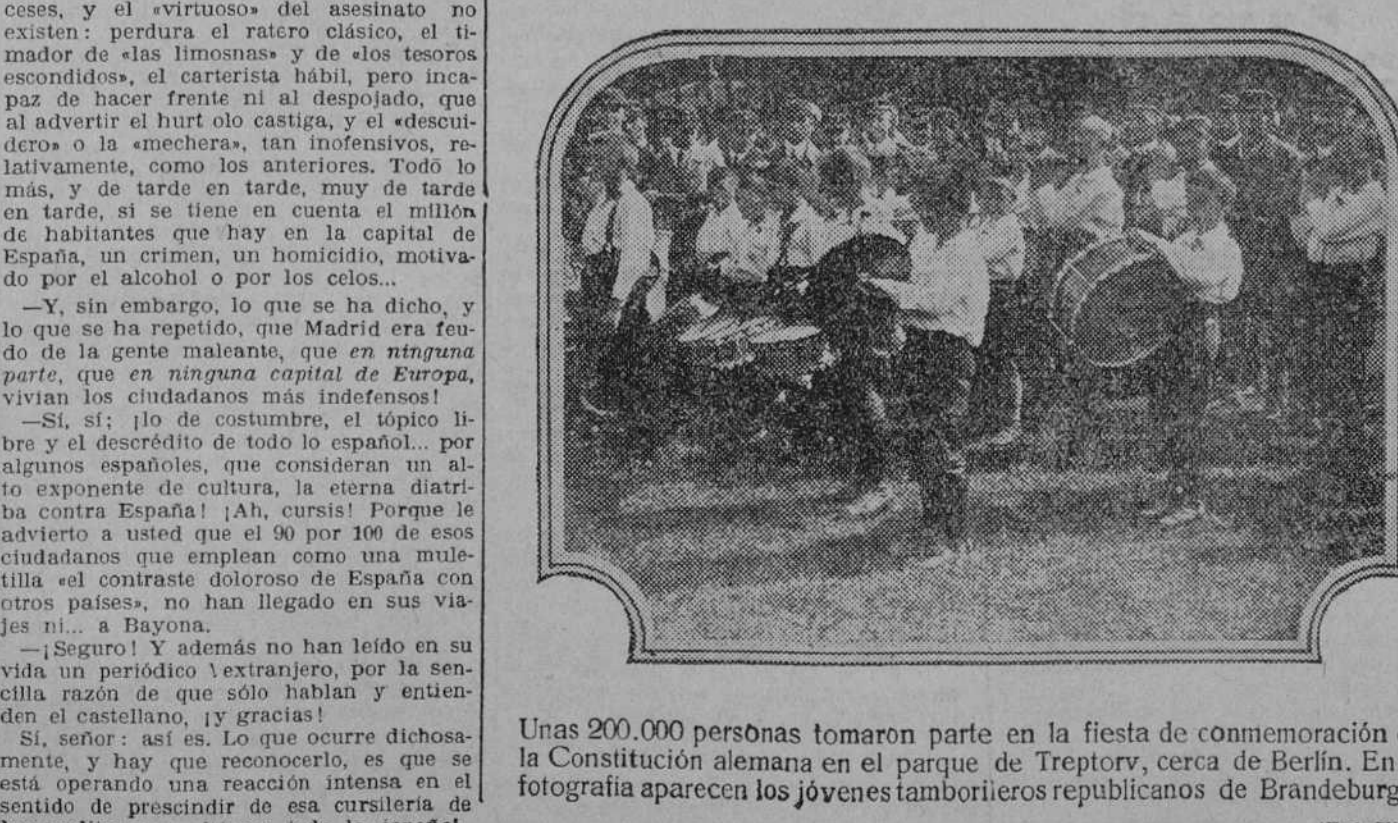 ceses, y el «virtuoso» del asesinato no
existen: perdura el ratero clásico, el ti-
mador de «las limosnas» y de «los tesoros
escondidos», el carterista hábil, pero inca-
paz de hacer frente ni al despojado, que
al advertir el hurt olo castiga, y el «descui-
dero» o la «mechera», tan inofensivos, re-
lativamente, como los anteriores. Todo lo
más, y de tarde en tarde, muy de tarde
en tarde, si se tiene en cuenta el millón
de habitantes que hay en la capital de
España, un crimen, un homicidio, motiva-
do por el alcohol o por los celos...
—Y, sin embargo, lo que se ha dicho, y
lo que se ha repetido, que Madrid era feu-
do de la gente maleante, que en ninguna
parte, que en ninguna capital de Europa,
vivían los ciudadanos más indefensos!
—Sí, sí; ¡lo de costumbre, el tópico li-
bre y el descrédito de todo lo español... por
algunos españoles, que consideran un al-
to exponente de cultura, la eterna diatri-
ba contra España! ¡Ah, cursis! Porque le
advierto a usted que el 90 por 100 de esos
ciudadanos que emplean como una mule-
tilla «el contraste doloroso de España con
otros países», no han llegado en sus via-
jes ni... a Bayona.
—¡Seguro! Y además no han leído en su
vida un periódico \extranjero, por la sen-
cilla razón de que sólo hablan y entien-
den el castellano, ¡y gracias!
Sí, señor: así es. Lo que ocurre dichosa-
mente, y hay que reconocerlo, es que se
está operando una reacción intensa en el
sentido de prescindir de esa cursilería de
Unas 200.000 personas tomaron parte en la fiesta de conmemoración
la Constitución alemana en el parque de Treptorv, cerca de Berlín. En
fotografía aparecen los jóvenes tamborileros republicanos de Brandeburg